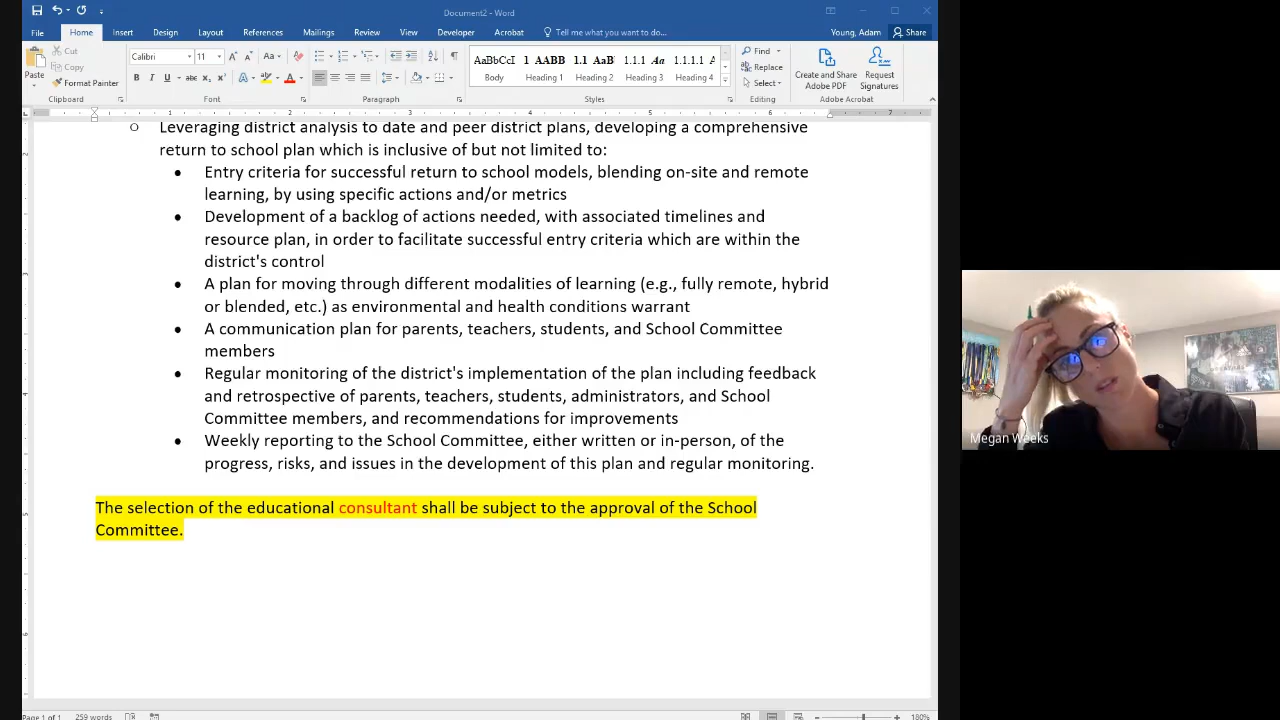 Document2 - Word
File Home Insert Design Layout References Mailings Review View Developer Acrobat Tell me what you want to do... Young, Adam Share
Paste Cut Copy Format Painter
Calibri 11
B I U abc x₂ x² A
AaBbCcI 1 AABB 1.1 AaB 1.1.1 Aa 1.1.1.1 A
Body Heading 1 Heading 2 Heading 3 Heading 4
Find Replace Select
Create and Share Adobe PDF
Request Signatures
Clipboard Font Paragraph Styles Editing Adobe Acrobat
1 2 3 4 5 6 7
o Leveraging district analysis to date and peer district plans, developing a comprehensive
return to school plan which is inclusive of but not limited to:
• Entry criteria for successful return to school models, blending on-site and remote
learning, by using specific actions and/or metrics
• Development of a backlog of actions needed, with associated timelines and
resource plan, in order to facilitate successful entry criteria which are within the
district's control
• A plan for moving through different modalities of learning (e.g., fully remote, hybrid
or blended, etc.) as environmental and health conditions warrant
• A communication plan for parents, teachers, students, and School Committee
members
• Regular monitoring of the district's implementation of the plan including feedback
and retrospective of parents, teachers, students, administrators, and School
Committee members, and recommendations for improvements
• Weekly reporting to the School Committee, either written or in-person, of the
progress, risks, and issues in the development of this plan and regular monitoring.
The selection of the educational consultant shall be subject to the approval of the School
Committee.
Megan Weeks
Page 1 of 1 259 words 180%